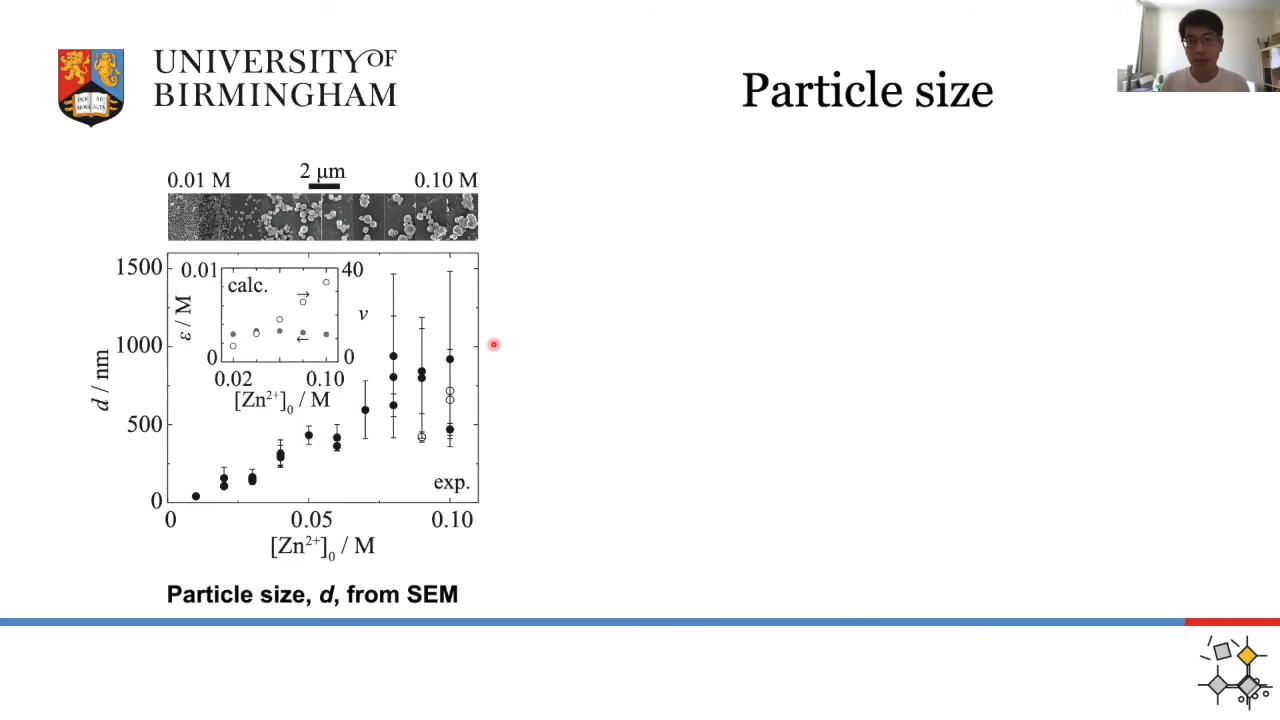 UNIVERSITY OF
BIRMINGHAM
Particle size
0.01 M
2 μm
0.10 M
1500
1000
500
0
d / nm
0.01
calc.
40
ε / M
ν
0
0
0.02
0.10
[Zn²⁺]₀ / M
exp.
0
0.05
0.10
[Zn²⁺]₀ / M
Particle size, d, from SEM